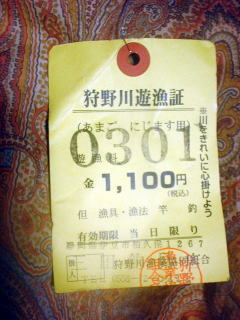 狩野川遊漁証
(あまご にじます用)
0301
遊漁料
金 1,100円
(税込)
但 漁具・漁法 竿 釣
有効期限 当日限り
1267
狩野川漁業協同組合
※川をきれいに心掛けよう